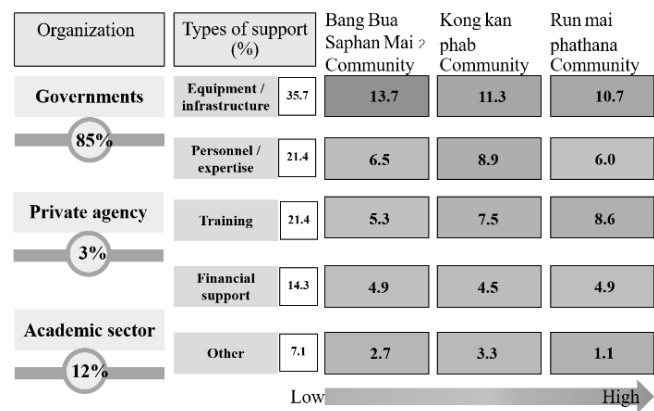 Organization
Types of support
(%)
Bang Bua
Saphan Mai 2
Community
Kong kan
phab
Community
Run mai
phathana
Community
Governments
85%
Private agency
3%
Academic sector
12%
Equipment /
infrastructure
35.7
13.7
11.3
10.7
Personnel /
expertise
21.4
6.5
8.9
6.0
Training
21.4
5.3
7.5
8.6
Financial
support
14.3
4.9
4.5
4.9
Other
7.1
2.7
3.3
1.1
Low
High